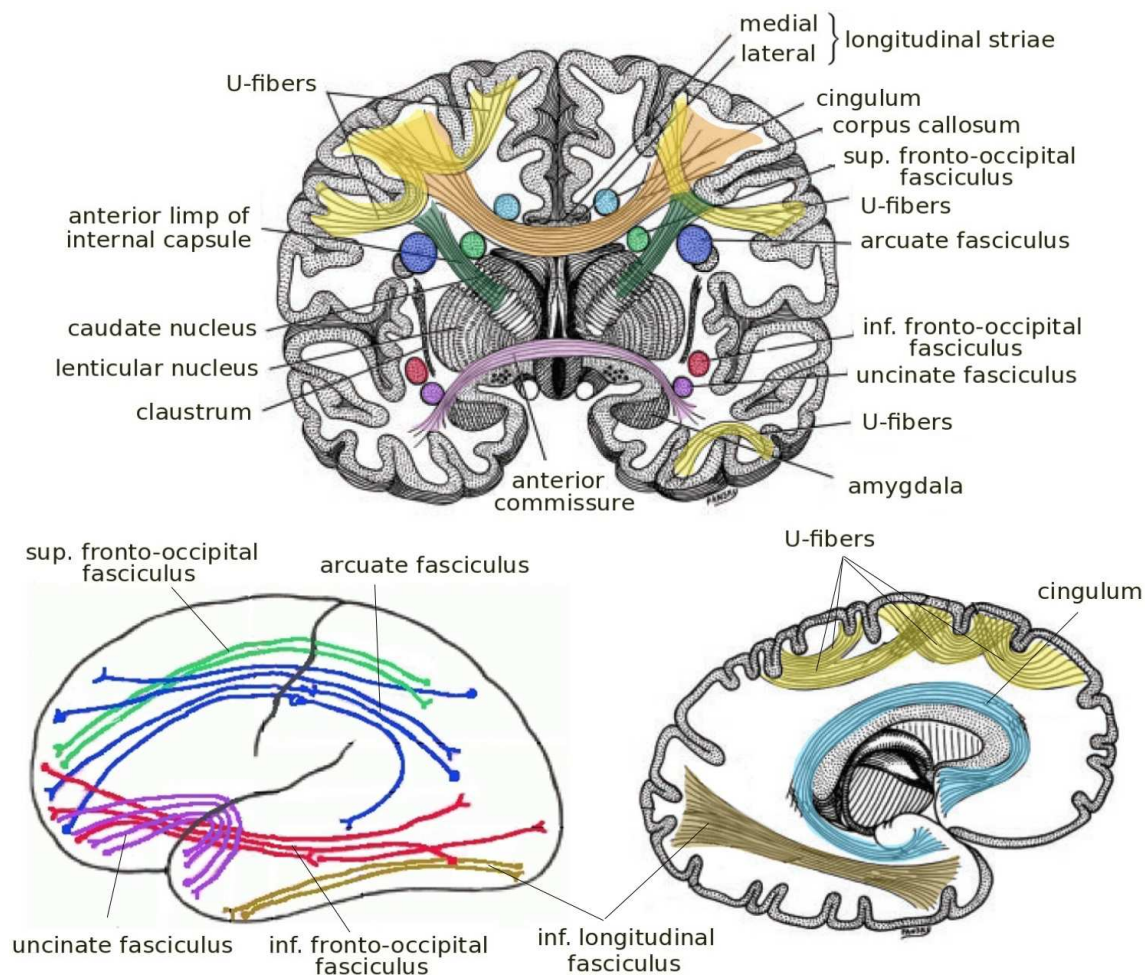 medial
lateral
longitudinal striae
U-fibers
cingulum
corpus callosum
sup. fronto-occipital
fasciculus
U-fibers
anterior limp of
internal capsule
arcuate fasciculus
caudate nucleus
lenticular nucleus
claustrum
inf. fronto-occipital
fasciculus
uncinate fasciculus
U-fibers
amygdala
anterior
commissure
sup. fronto-occipital
fasciculus
arcuate fasciculus
uncinate fasciculus
inf. fronto-occipital
fasciculus
inf. longitudinal
fasciculus
U-fibers
cingulum